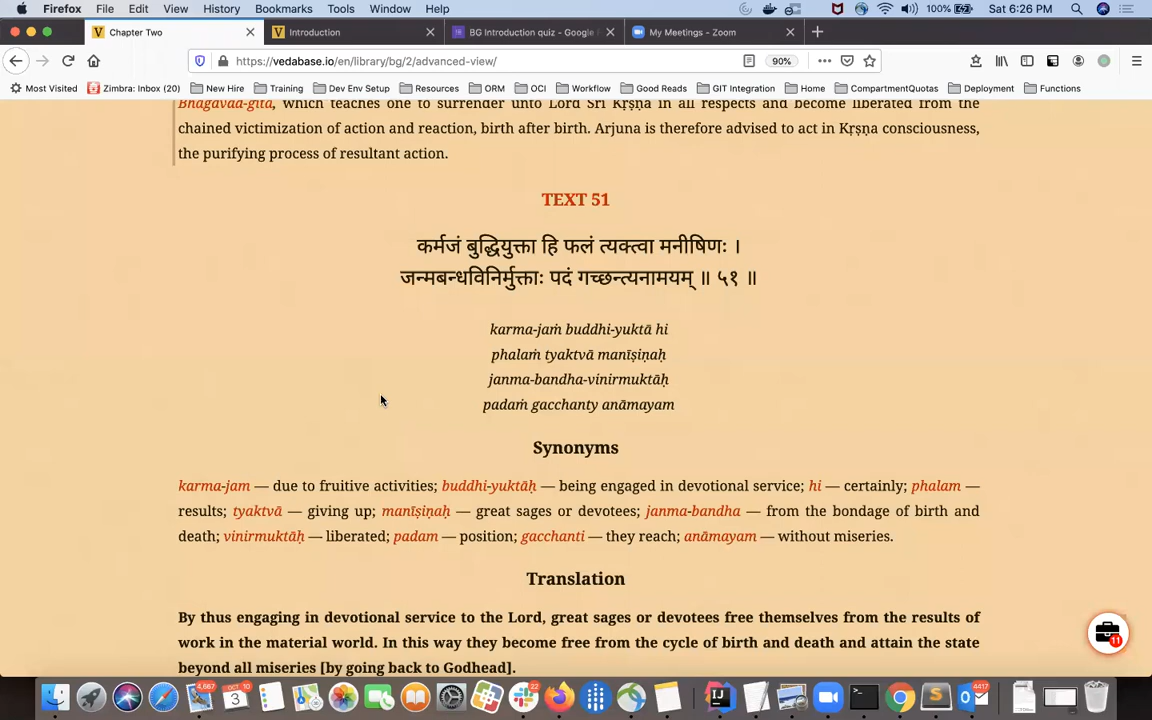 Firefox File Edit View History Bookmarks Tools Window Help 100% Sat 6:26 PM
Chapter Two Introduction BG Introduction quiz - Google F My Meetings - Zoom
https://vedabase.io/en/library/bg/2/advanced-view/ 90%
Most Visited Zimbra: Inbox (20) New Hire Training Dev Env Setup Resources ORM OCI Workflow Good Reads GIT Integration Home CompartmentQuotas Deployment Functions
Bhagavad-gītā, which teaches one to surrender unto Lord Śrī Kṛṣṇa in all respects and become liberated from the
chained victimization of action and reaction, birth after birth. Arjuna is therefore advised to act in Kṛṣṇa consciousness,
the purifying process of resultant action.
TEXT 51
कर्मजं बुद्धियुक्ता हि फलं त्यक्त्वा मनीषिणः ।
जन्मबन्धविनिर्मुक्ताः पदं गच्छन्त्यनामयम् ॥ ५१ ॥
karma-jaṁ buddhi-yuktā hi
phalaṁ tyaktvā manīṣiṇaḥ
janma-bandha-vinirmuktāḥ
padaṁ gacchanty anāmayam
Synonyms
karma-jam — due to fruitive activities; buddhi-yuktāḥ — being engaged in devotional service; hi — certainly; phalam —
results; tyaktvā — giving up; manīṣiṇaḥ — great sages or devotees; janma-bandha — from the bondage of birth and
death; vinirmuktāḥ — liberated; padam — position; gacchanti — they reach; anāmayam — without miseries.
Translation
By thus engaging in devotional service to the Lord, great sages or devotees free themselves from the results of
work in the material world. In this way they become free from the cycle of birth and death and attain the state
beyond all miseries [by going back to Godhead].
11